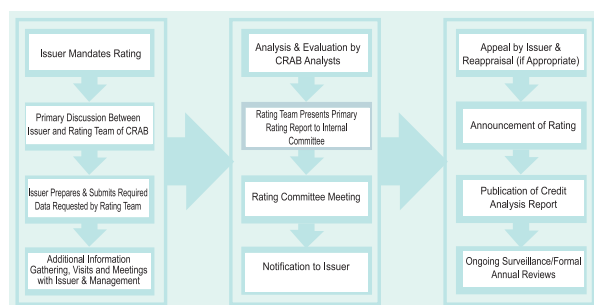 Issuer Mandates Rating
Primary Discussion Between
Issuer and Rating Team of CRAB
Issuer Prepares & Submits Required
Data Requested by Rating Team
Additional Information
Gathering, Visits and Meetings
with Issuer & Management
Analysis & Evaluation by
CRAB Analysts
Rating Team Presents Primary
Rating Report to Internal
Committee
Rating Committee Meeting
Notification to Issuer
Appeal by Issuer &
Reappraisal (if Appropriate)
Announcement of Rating
Publication of Credit
Analysis Report
Ongoing Surveillance/Formal
Annual Reviews